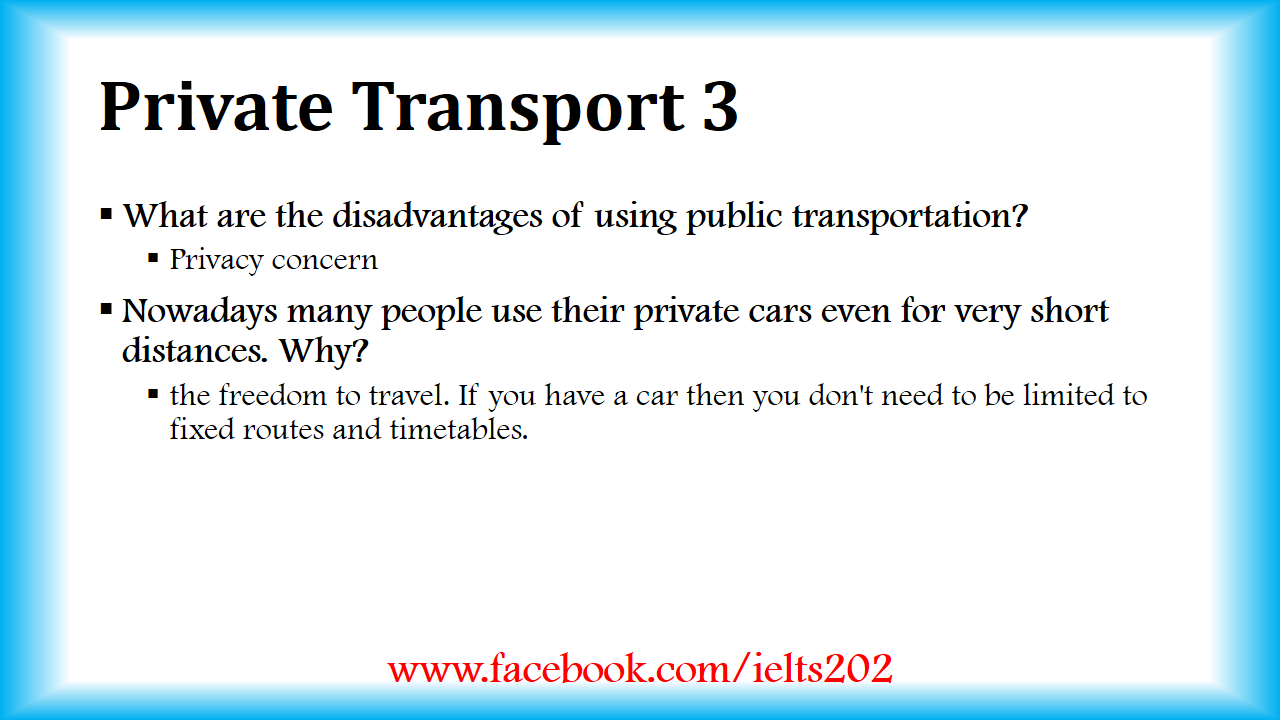 Private Transport 3
▪ What are the disadvantages of using public transportation?
▪ Privacy concern
▪ Nowadays many people use their private cars even for very short
distances. Why?
▪ the freedom to travel. If you have a car then you don't need to be limited to
fixed routes and timetables.
www.facebook.com/ielts202